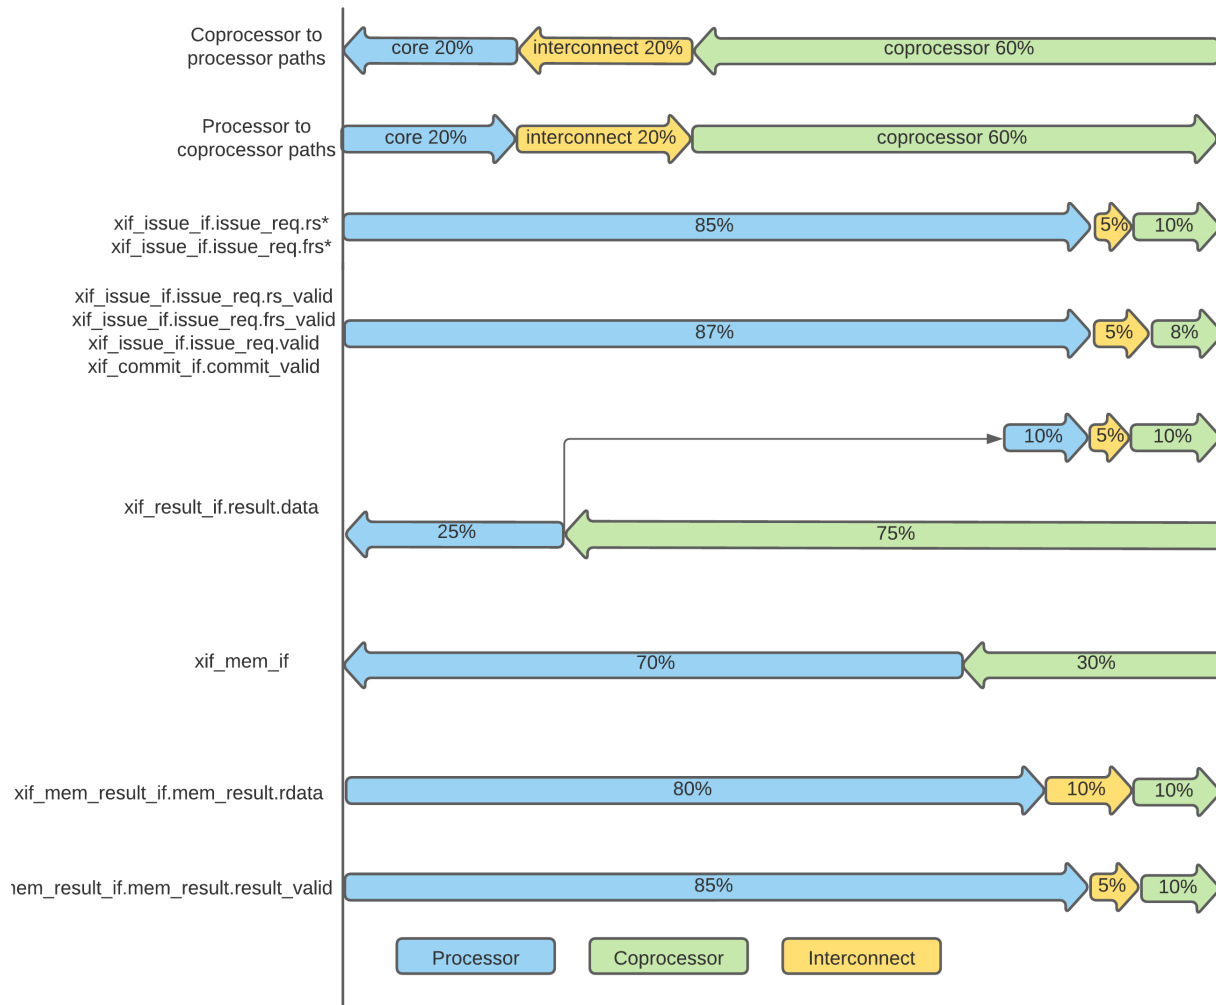 Coprocessor to
processor paths
core 20%
interconnect 20%
coprocessor 60%
Processor to
coprocessor paths
core 20%
interconnect 20%
coprocessor 60%
xif_issue_if.issue_req.rs*
xif_issue_if.issue_req.frs*
85%
5%
10%
xif_issue_if.issue_req.rs_valid
xif_issue_if.issue_req.frs_valid
xif_issue_if.issue_req.valid
xif_commit_if.commit_valid
87%
5%
8%
10%
5%
10%
xif_result_if.result.data
25%
75%
xif_mem_if
70%
30%
xif_mem_result_if.mem_result.rdata
80%
10%
10%
nem_result_if.mem_result.result_valid
85%
5%
10%
Processor
Coprocessor
Interconnect